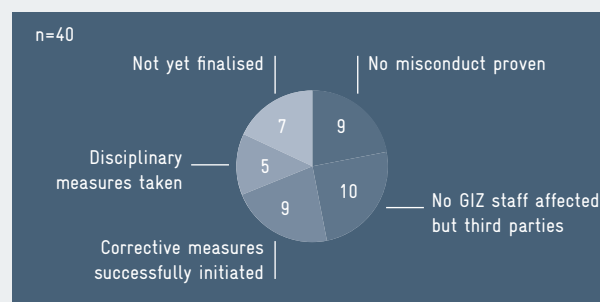 n=40
Not yet finalised
No misconduct proven
7
9
Disciplinary
measures taken
5
10
No GIZ staff affected
but third parties
9
Corrective measures
successfully initiated